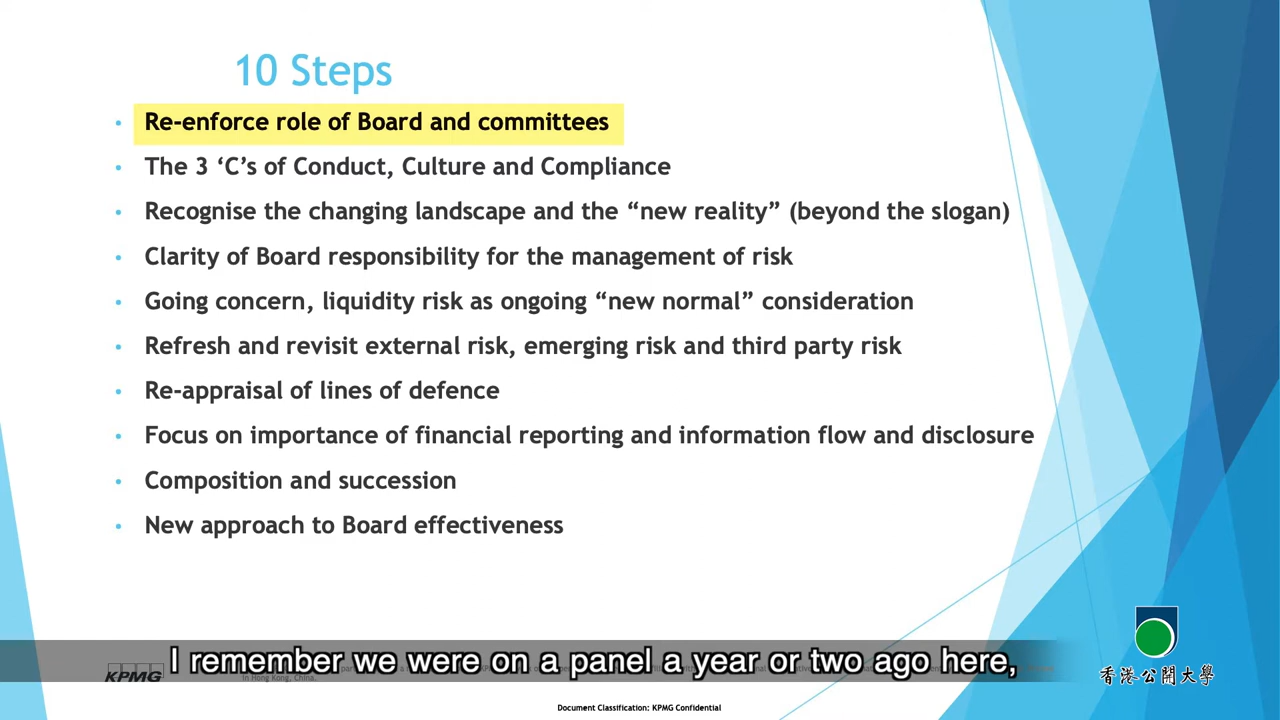 10 Steps
• Re-enforce role of Board and committees
• The 3 ‘C’s of Conduct, Culture and Compliance
• Recognise the changing landscape and the “new reality” (beyond the slogan)
• Clarity of Board responsibility for the management of risk
• Going concern, liquidity risk as ongoing “new normal” consideration
• Refresh and revisit external risk, emerging risk and third party risk
• Re-appraisal of lines of defence
• Focus on importance of financial reporting and information flow and disclosure
• Composition and succession
• New approach to Board effectiveness
I remember we were on a panel a year or two ago here,
KPMG
in Hong Kong, China.
香港公開大學
Document Classification: KPMG Confidential